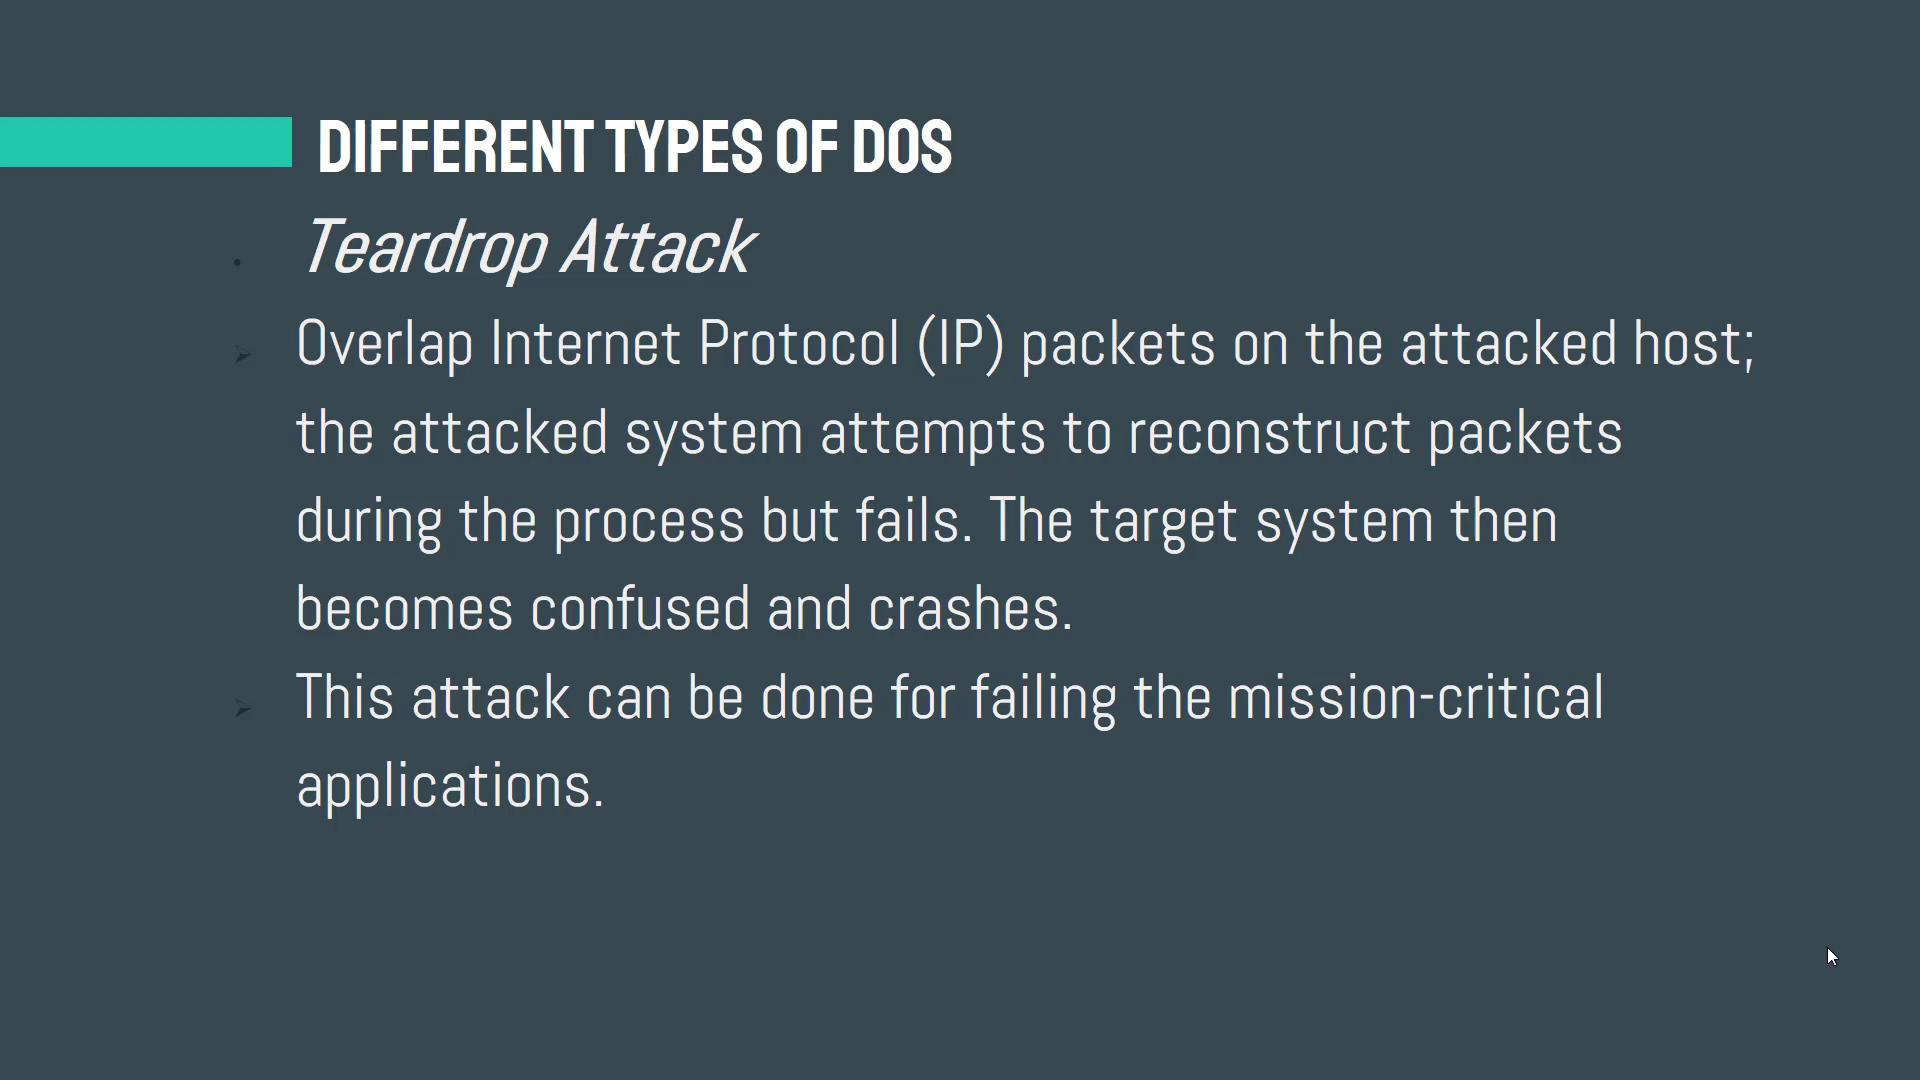 DIFFERENT TYPES OF DOS
• Teardrop Attack
➢ Overlap Internet Protocol (IP) packets on the attacked host;
the attacked system attempts to reconstruct packets
during the process but fails. The target system then
becomes confused and crashes.
➢ This attack can be done for failing the mission-critical
applications.